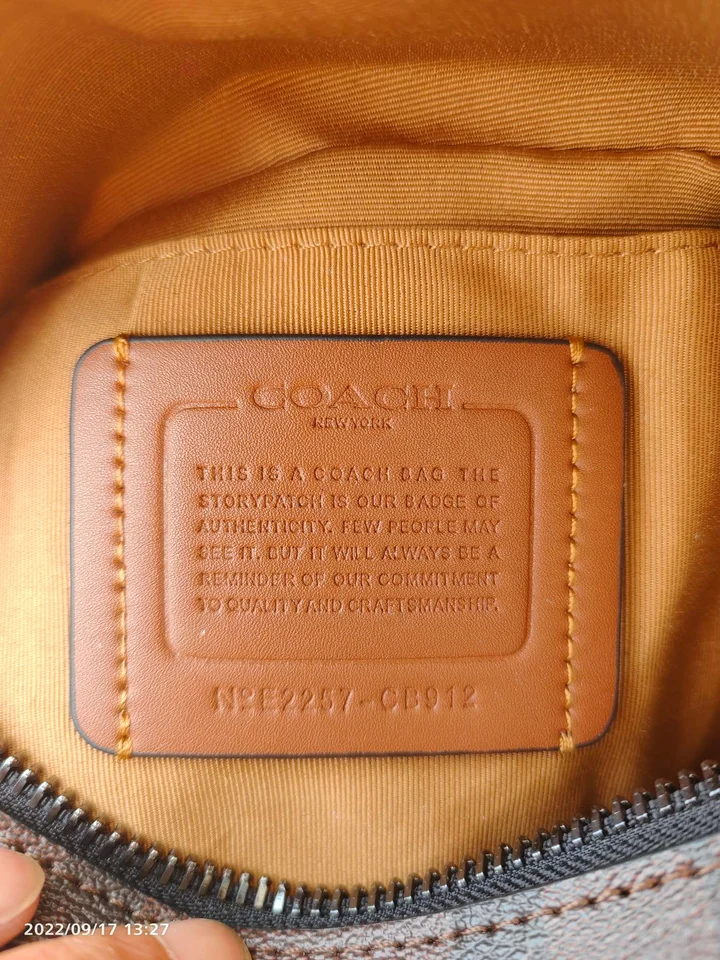 COACH
NEW YORK
THIS IS A COACH BAG THE
STORYPATCH IS OUR BADGE OF
AUTHENTICITY. FEW PEOPLE MAY
SEE IT. BUT IT WILL ALWAYS BE A
REMINDER OF OUR COMMITMENT
TO QUALITY AND CRAFTSMANSHIP.
N2E2257-CB912
2022/09/17 13:27